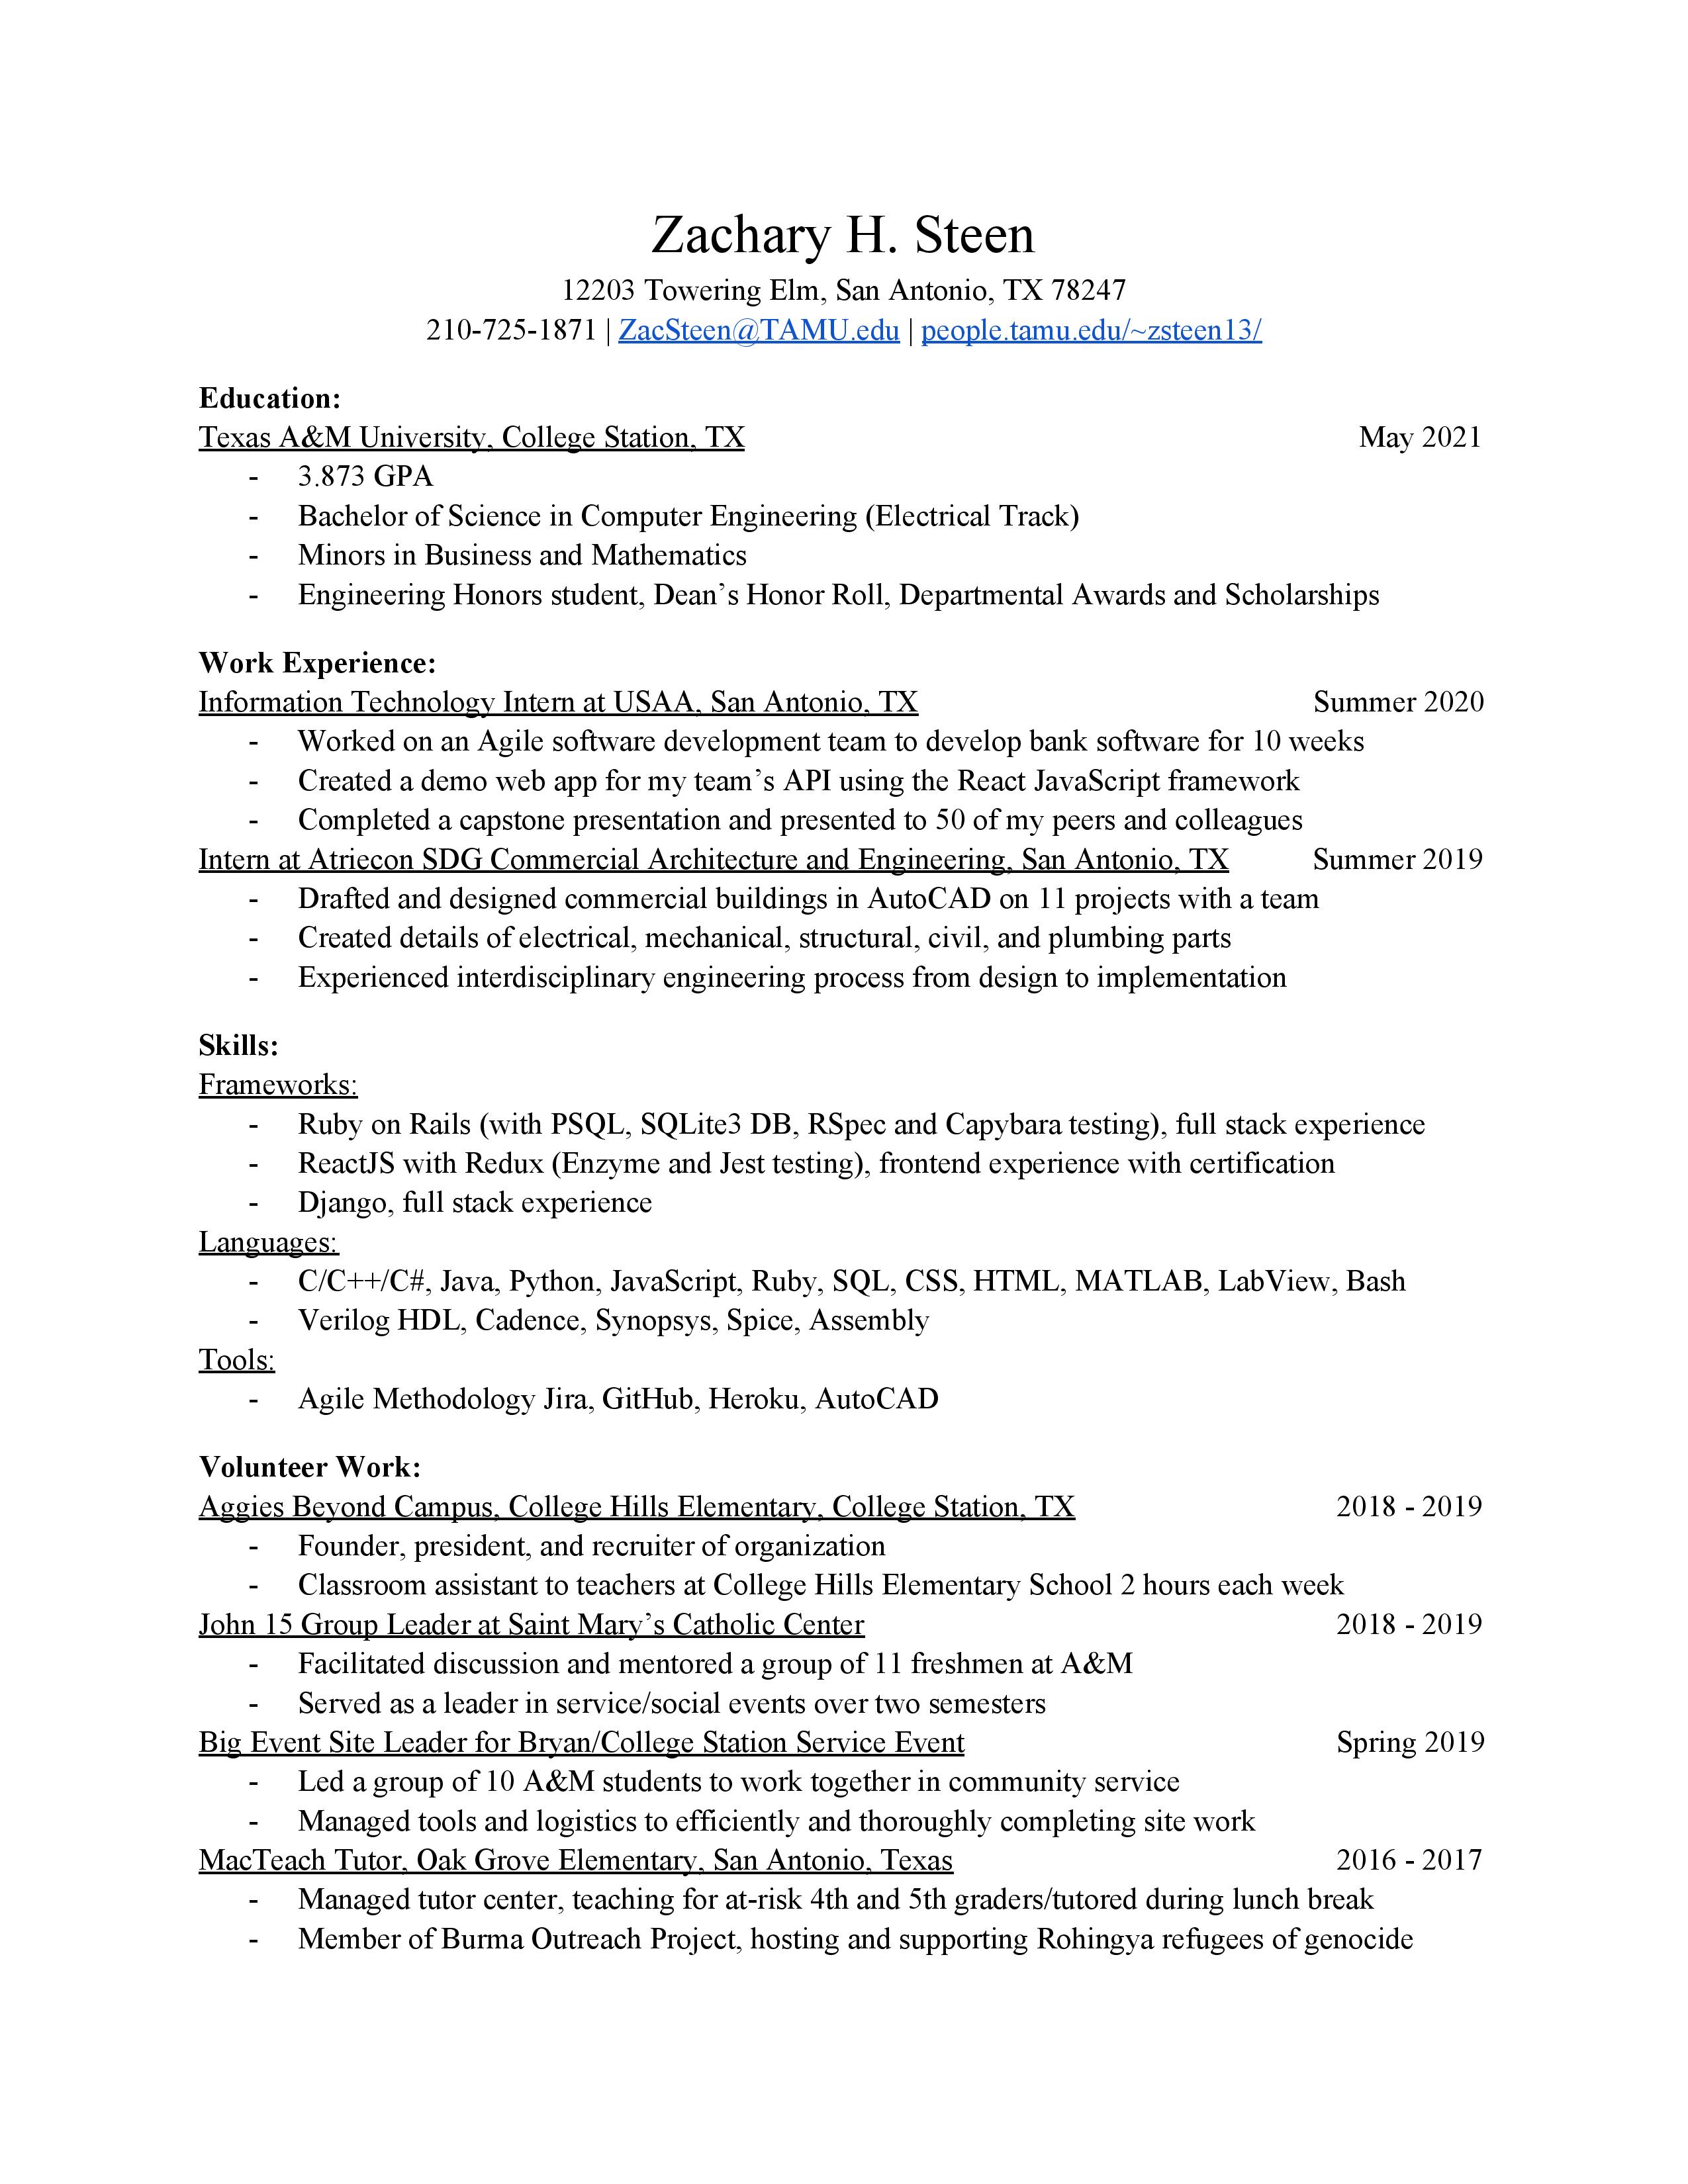 Zachary H. Steen
12203 Towering Elm, San Antonio, TX 78247
210-725-1871 | ZacSteen@TAMU.edu | people.tamu.edu/~zsteen13/
Education:
Texas A&M University, College Station, TX May 2021
- 3.873 GPA
- Bachelor of Science in Computer Engineering (Electrical Track)
- Minors in Business and Mathematics
- Engineering Honors student, Dean’s Honor Roll, Departmental Awards and Scholarships
Work Experience:
Information Technology Intern at USAA, San Antonio, TX Summer 2020
- Worked on an Agile software development team to develop bank software for 10 weeks
- Created a demo web app for my team’s API using the React JavaScript framework
- Completed a capstone presentation and presented to 50 of my peers and colleagues
Intern at Atriecon SDG Commercial Architecture and Engineering, San Antonio, TX Summer 2019
- Drafted and designed commercial buildings in AutoCAD on 11 projects with a team
- Created details of electrical, mechanical, structural, civil, and plumbing parts
- Experienced interdisciplinary engineering process from design to implementation
Skills:
Frameworks:
- Ruby on Rails (with PSQL, SQLite3 DB, RSpec and Capybara testing), full stack experience
- ReactJS with Redux (Enzyme and Jest testing), frontend experience with certification
- Django, full stack experience
Languages:
- C/C++/C#, Java, Python, JavaScript, Ruby, SQL, CSS, HTML, MATLAB, LabView, Bash
- Verilog HDL, Cadence, Synopsys, Spice, Assembly
Tools:
- Agile Methodology Jira, GitHub, Heroku, AutoCAD
Volunteer Work:
Aggies Beyond Campus, College Hills Elementary, College Station, TX 2018 - 2019
- Founder, president, and recruiter of organization
- Classroom assistant to teachers at College Hills Elementary School 2 hours each week
John 15 Group Leader at Saint Mary’s Catholic Center 2018 - 2019
- Facilitated discussion and mentored a group of 11 freshmen at A&M
- Served as a leader in service/social events over two semesters
Big Event Site Leader for Bryan/College Station Service Event Spring 2019
- Led a group of 10 A&M students to work together in community service
- Managed tools and logistics to efficiently and thoroughly completing site work
MacTeach Tutor, Oak Grove Elementary, San Antonio, Texas 2016 - 2017
- Managed tutor center, teaching for at-risk 4th and 5th graders/tutored during lunch break
- Member of Burma Outreach Project, hosting and supporting Rohingya refugees of genocide